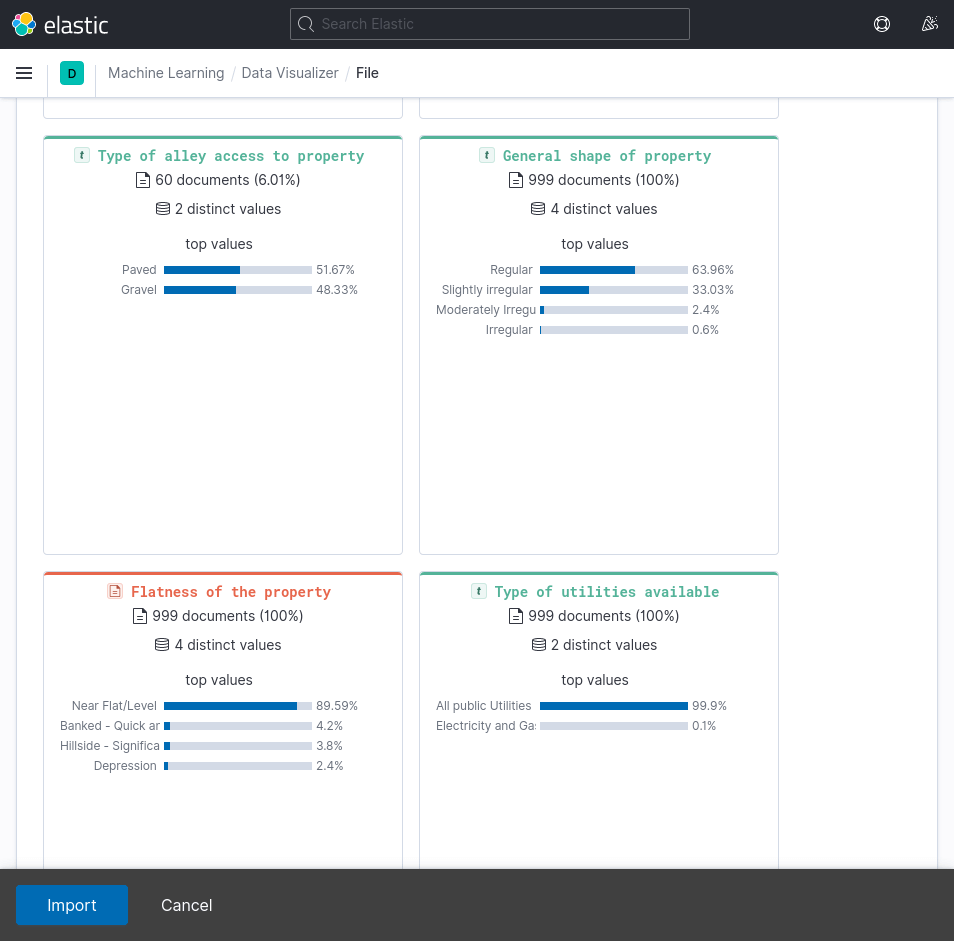 elastic
Search Elastic
D
Machine Learning / Data Visualizer / File
t Type of alley access to property
60 documents (6.01%)
2 distinct values
top values
Paved 51.67%
Gravel 48.33%
t General shape of property
999 documents (100%)
4 distinct values
top values
Regular 63.96%
Slightly irregular 33.03%
Moderately Irregu 2.4%
Irregular 0.6%
Flatness of the property
999 documents (100%)
4 distinct values
top values
Near Flat/Level 89.59%
Banked - Quick ar 4.2%
Hillside - Significa 3.8%
Depression 2.4%
t Type of utilities available
999 documents (100%)
2 distinct values
top values
All public Utilities 99.9%
Electricity and Ga 0.1%
Import
Cancel